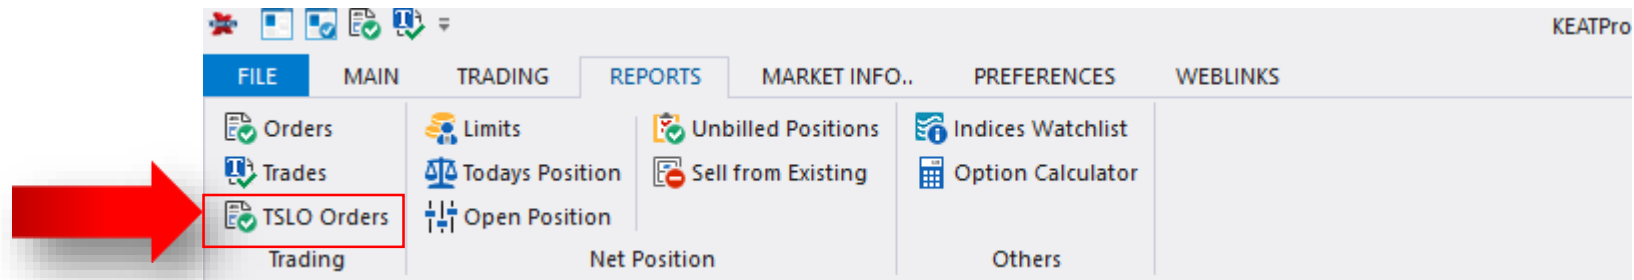 KEATPro
FILE MAIN TRADING REPORTS MARKET INFO.. PREFERENCES WEBLINKS
Orders Limits Unbilled Positions Indices Watchlist
Trades Todays Position Sell from Existing Option Calculator
TSLO Orders Open Position
Trading Net Position Others